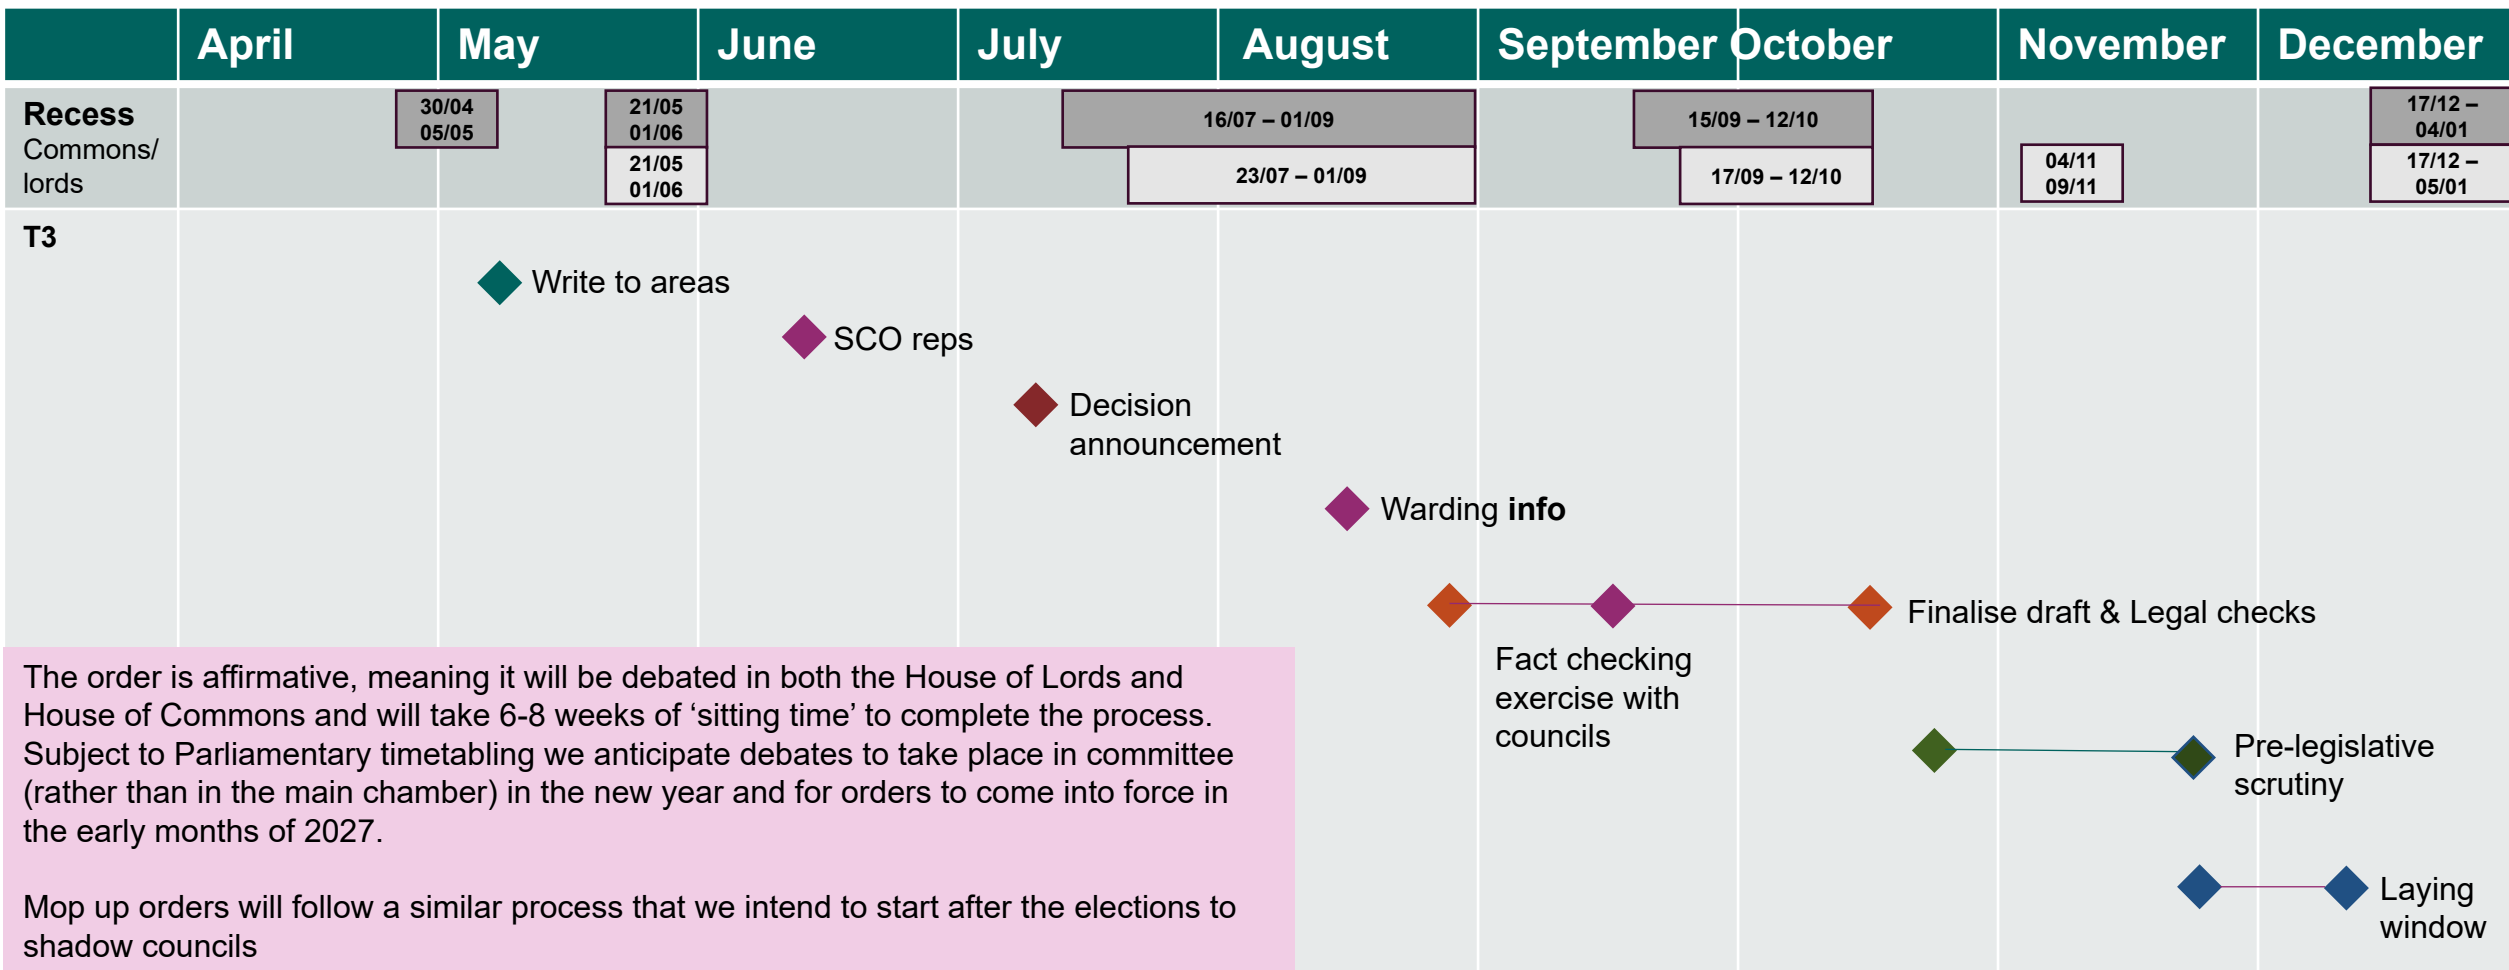 April May June July August September October November December
Recess
Commons/
lords
30/04
05/05
21/05
01/06
16/07 – 01/09
15/09 – 12/10
17/12 –
04/01
21/05
01/06
23/07 – 01/09
17/09 – 12/10
04/11
09/11
17/12 –
05/01
T3
Write to areas
SCO reps
Decision
announcement
Warding info
Finalise draft & Legal checks
Fact checking
exercise with
councils
Pre-legislative
scrutiny
Laying
window
The order is affirmative, meaning it will be debated in both the House of Lords and
House of Commons and will take 6-8 weeks of ‘sitting time’ to complete the process.
Subject to Parliamentary timetabling we anticipate debates to take place in committee
(rather than in the main chamber) in the new year and for orders to come into force in
the early months of 2027.
Mop up orders will follow a similar process that we intend to start after the elections to
shadow councils